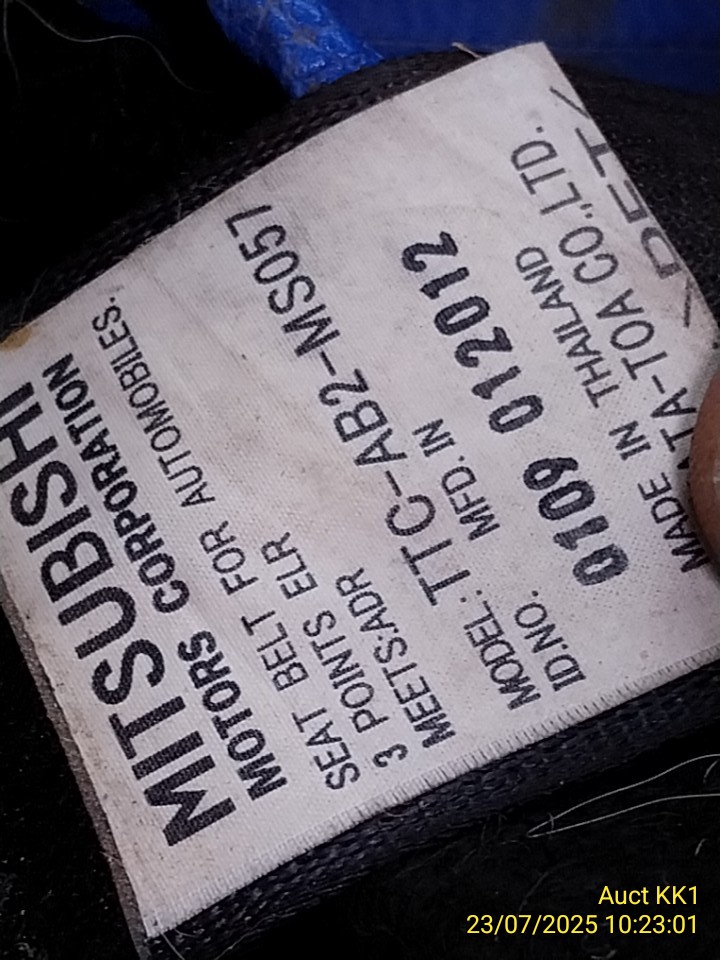 MITSUBISHI
MOTORS CORPORATION
SEAT BELT FOR AUTOMOBILES.
3 POINTS ELR
MEETS:ADR
MODEL: TTC-AB2-MS057
ID.NO. MFD. IN
0109 012012
MADE IN THAILAND
ATA-TOA CO.,LTD.
Auct KK1
23/07/2025 10:23:01